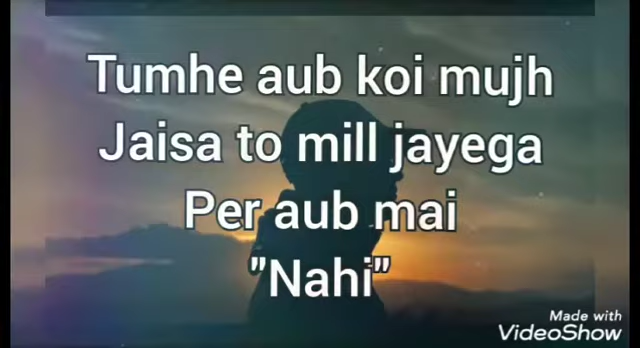 Tumhe aub koi mujh
Jaisa to mill jayega
Per aub mai
"Nahi"
Made with
VideoShow